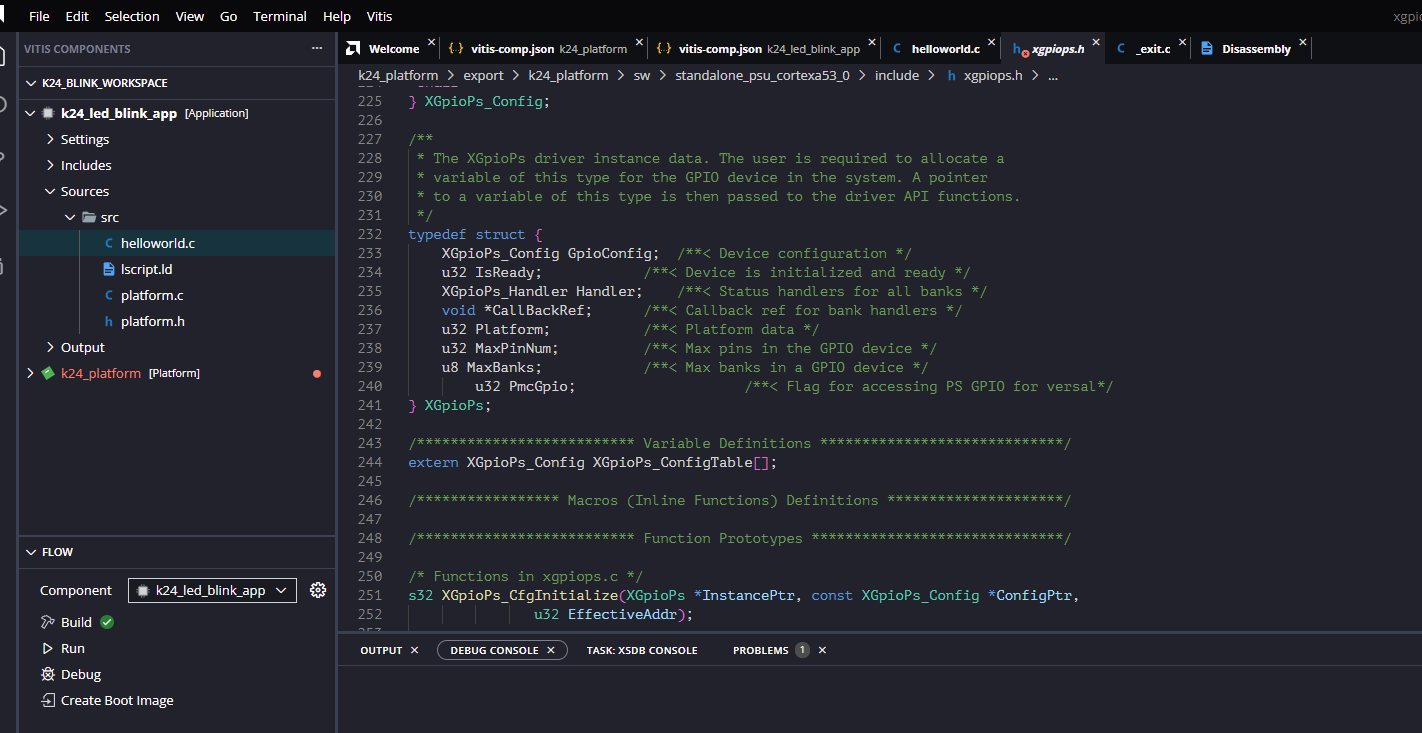 File Edit Selection View Go Terminal Help Vitis
VITIS COMPONENTS ...
K24_BLINK_WORKSPACE
k24_led_blink_app [Application]
Settings
Includes
Sources
src
helloworld.c
lscript.ld
platform.c
platform.h
Output
k24_platform [Platform]
FLOW
Component k24_led_blink_app
Build
Run
Debug
Create Boot Image
Welcome × {} vitis-comp.json k24_platform × {} vitis-comp.json k24_led_blink_app × C helloworld.c × h xgpiops.h × C _exit.c × Disassembly ×
k24_platform > export > k24_platform > sw > standalone_psu_cortexa53_0 > include > h xgpiops.h > ...
225 } XGpioPs_Config;
226
227 /**
228 * The XGpioPs driver instance data. The user is required to allocate a
229 * variable of this type for the GPIO device in the system. A pointer
230 * to a variable of this type is then passed to the driver API functions.
231 */
232 typedef struct {
233 XGpioPs_Config GpioConfig; /**< Device configuration */
234 u32 IsReady; /**< Device is initialized and ready */
235 XGpioPs_Handler Handler; /**< Status handlers for all banks */
236 void *CallBackRef; /**< Callback ref for bank handlers */
237 u32 Platform; /**< Platform data */
238 u32 MaxPinNum; /**< Max pins in the GPIO device */
239 u8 MaxBanks; /**< Max banks in a GPIO device */
240 u32 PmcGpio; /**< Flag for accessing PS GPIO for versal*/
241 } XGpioPs;
242
243 /************************** Variable Definitions *****************************/
244 extern XGpioPs_Config XGpioPs_ConfigTable[];
245
246 /***************** Macros (Inline Functions) Definitions *********************/
247
248 /************************** Function Prototypes ******************************/
249
250 /* Functions in xgpiops.c */
251 s32 XGpioPs_CfgInitialize(XGpioPs *InstancePtr, const XGpioPs_Config *ConfigPtr,
252 u32 EffectiveAddr);
OUTPUT × DEBUG CONSOLE × TASK: XSDB CONSOLE PROBLEMS 1 ×